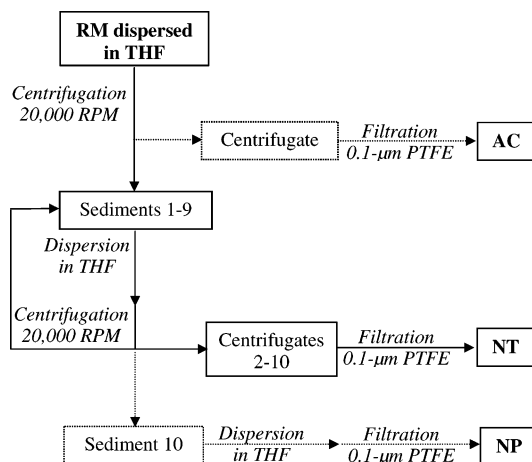 RM dispersed
in THF
Centrifugation
20,000 RPM
Centrifugate
Filtration
0.1-μm PTFE
AC
Sediments 1-9
Dispersion
in THF
Centrifugation
20,000 RPM
Centrifugates
2-10
Filtration
0.1-μm PTFE
NT
Sediment 10
Dispersion
in THF
Filtration
0.1-μm PTFE
NP